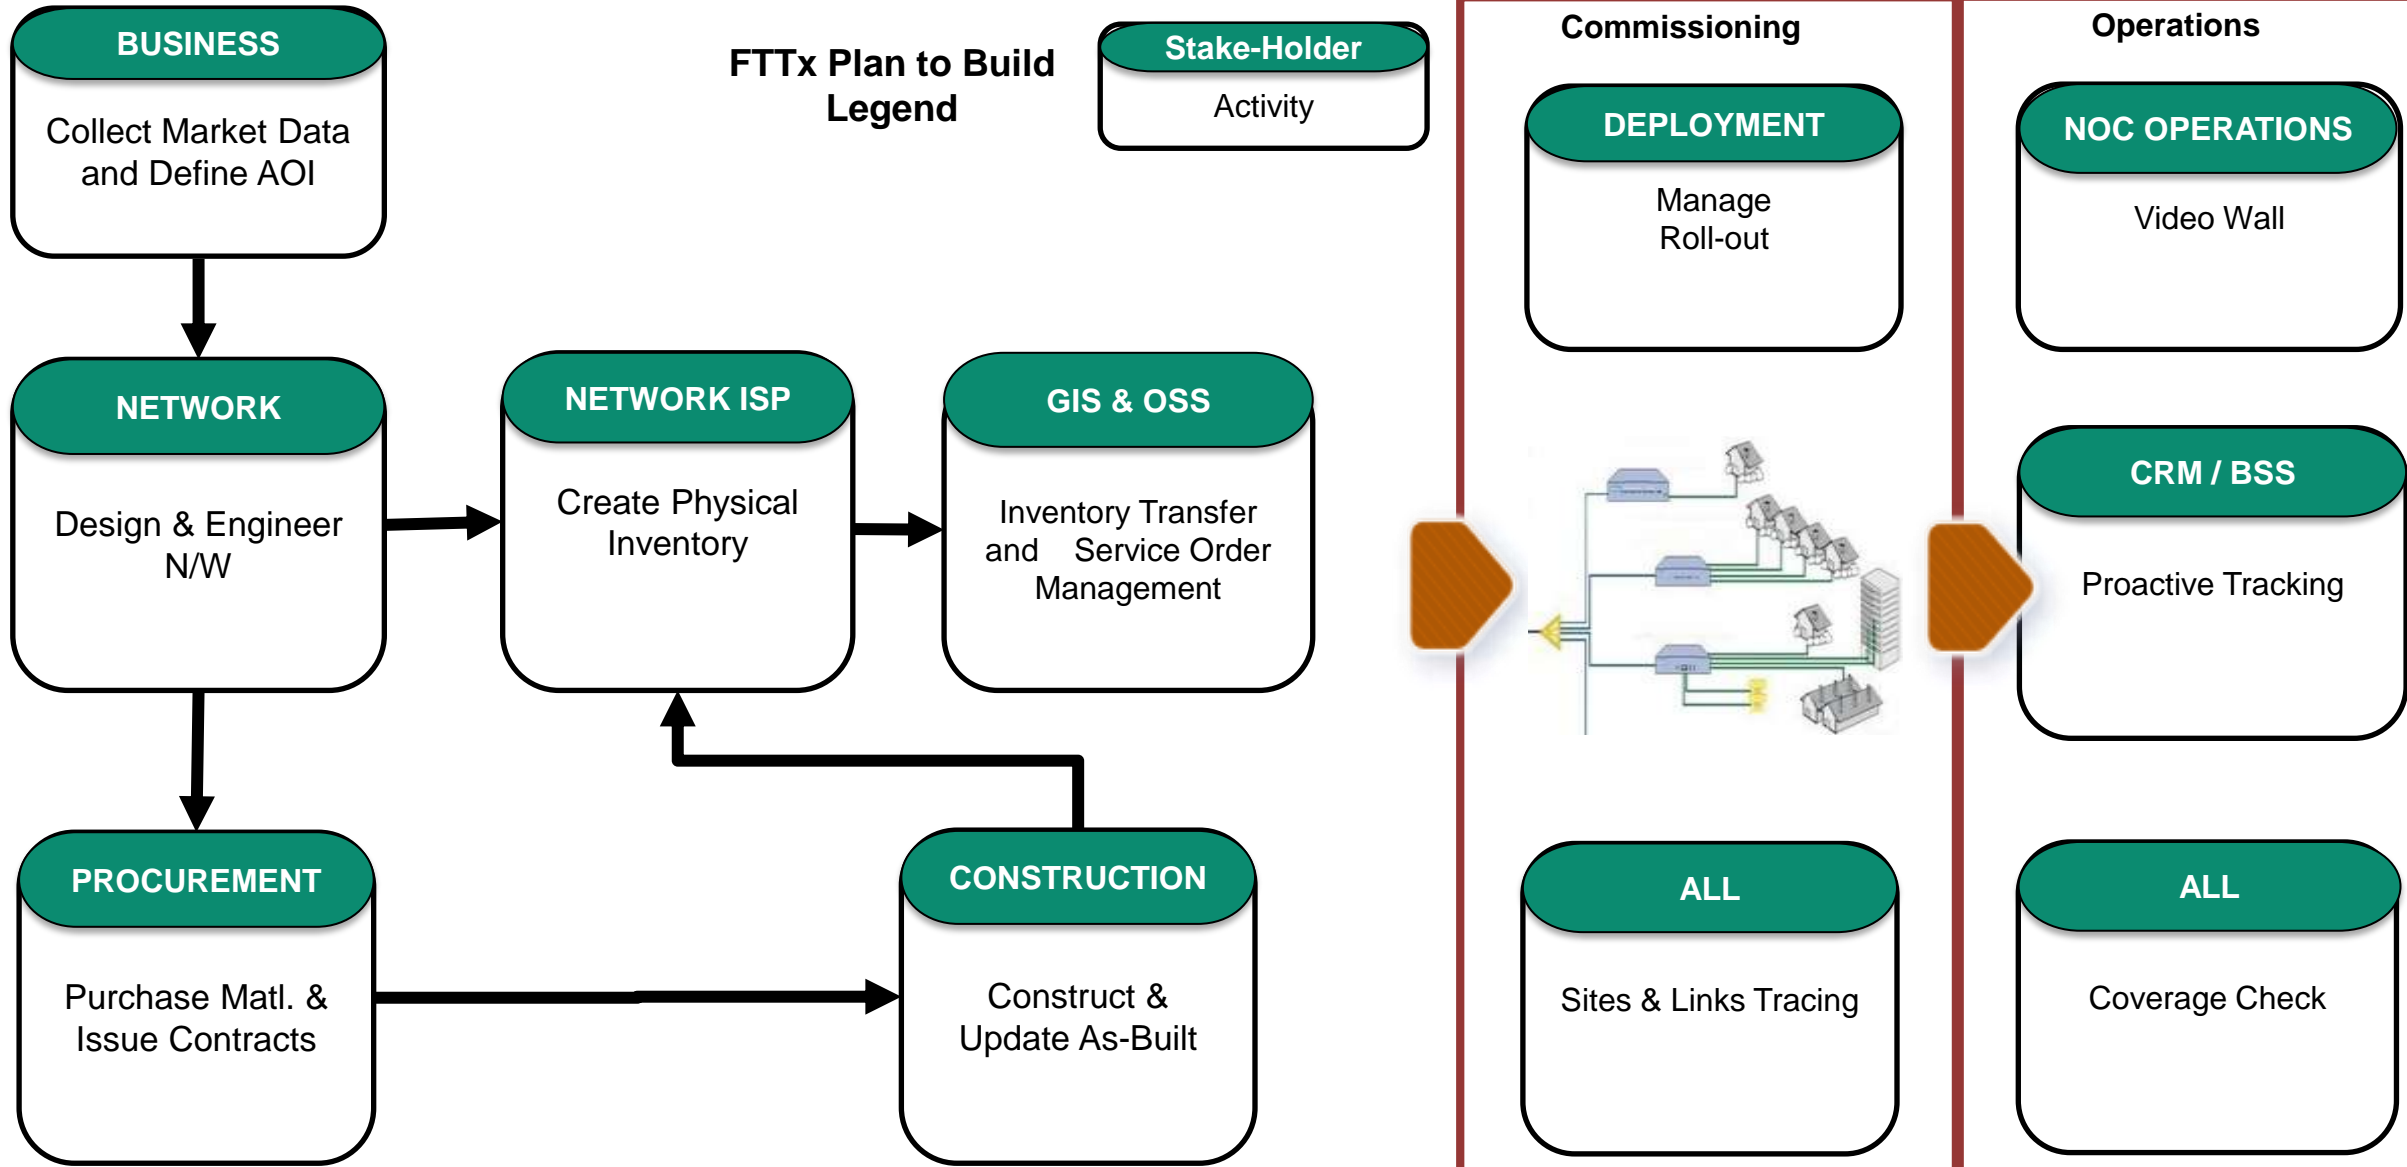 BUSINESS
Collect Market Data
and Define AOI
FTTx Plan to Build
Legend
Stake-Holder
Activity
NETWORK
Design & Engineer
N/W
NETWORK ISP
Create Physical
Inventory
GIS & OSS
Inventory Transfer
and Service Order
Management
PROCUREMENT
Purchase Matl. &
Issue Contracts
CONSTRUCTION
Construct &
Update As-Built
Commissioning
DEPLOYMENT
Manage
Roll-out
ALL
Sites & Links Tracing
Operations
NOC OPERATIONS
Video Wall
CRM / BSS
Proactive Tracking
ALL
Coverage Check